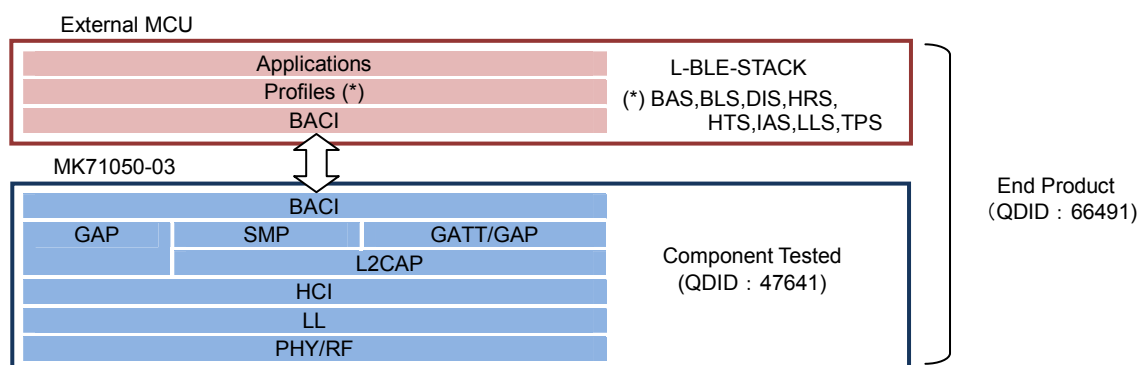 External MCU
Applications
Profiles (*)
BACI
L-BLE-STACK
(*) BAS,BLS,DIS,HRS,
HTS,IAS,LLS,TPS
MK71050-03
BACI
GAP SMP GATT/GAP
L2CAP
HCI
LL
PHY/RF
Component Tested
(QDID：47641)
End Product
（QDID：66491)